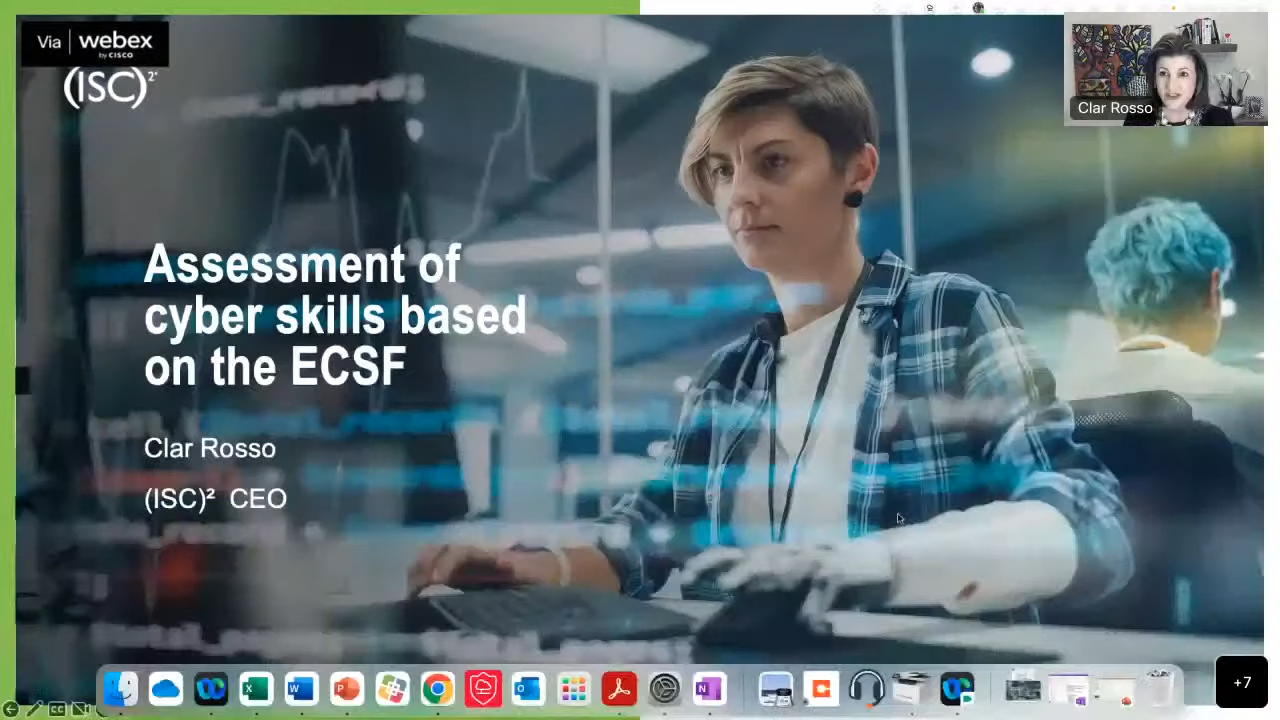 Via webex
by CISCO
(ISC)²
Clar Rosso
Assessment of
cyber skills based
on the ECSF
Clar Rosso
(ISC)² CEO
+7